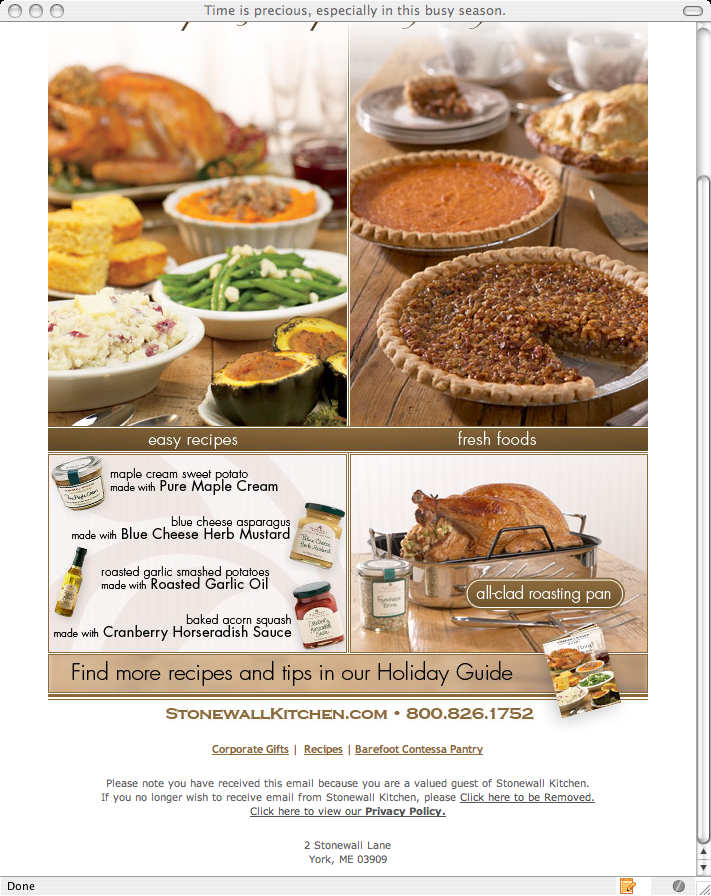 Time is precious, especially in this busy season.
easy recipes
fresh foods
maple cream sweet potato
made with Pure Maple Cream
blue cheese asparagus
made with Blue Cheese Herb Mustard
roasted garlic smashed potatoes
made with Roasted Garlic Oil
baked acorn squash
made with Cranberry Horseradish Sauce
all-clad roasting pan
Find more recipes and tips in our Holiday Guide
STONEWALLKITCHEN.COM • 800.826.1752
Corporate Gifts | Recipes | Barefoot Contessa Pantry
Please note you have received this email because you are a valued guest of Stonewall Kitchen.
If you no longer wish to receive email from Stonewall Kitchen, please Click here to be Removed.
Click here to view our Privacy Policy.
2 Stonewall Lane
York, ME 03909
Done